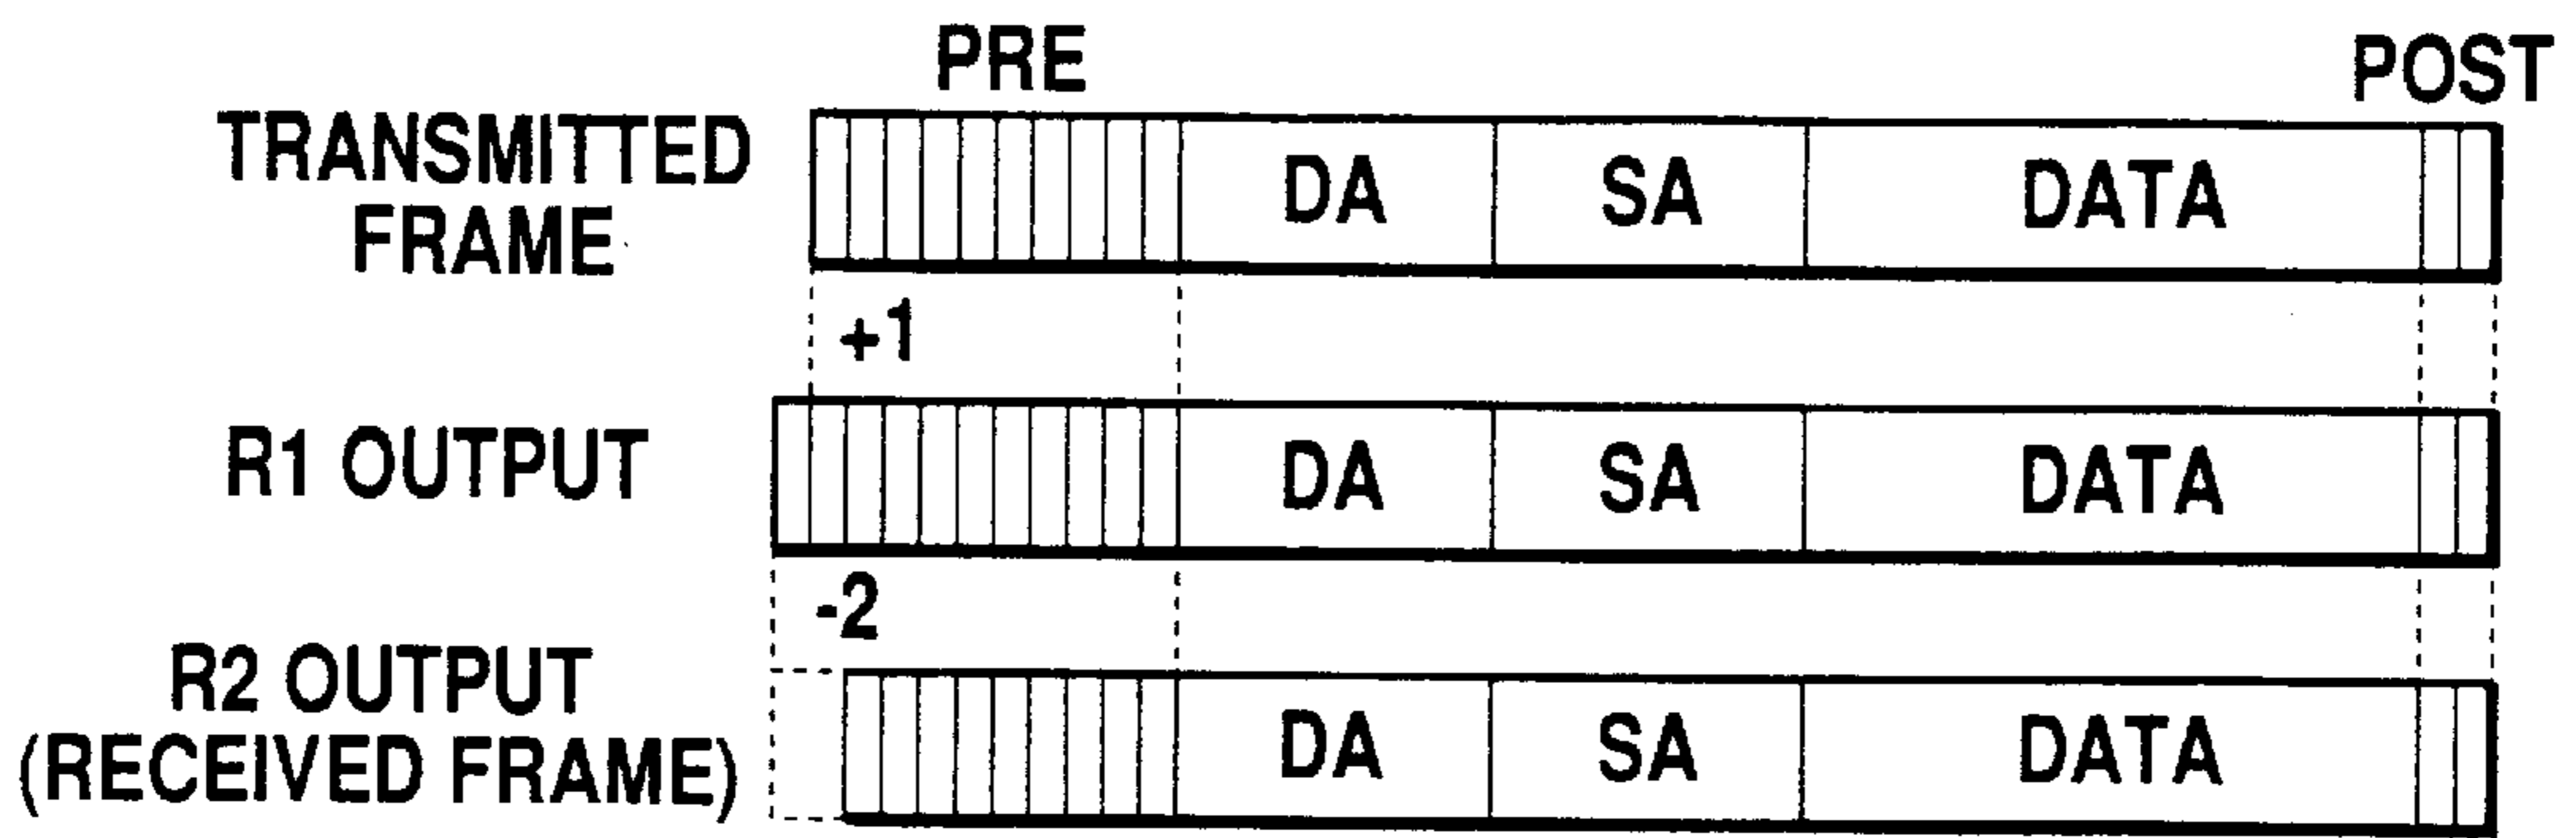 PRE
POST
TRANSMITTED
FRAME
DA SA DATA
+1
R1 OUTPUT
DA SA DATA
-2
R2 OUTPUT
(RECEIVED FRAME)
DA SA DATA